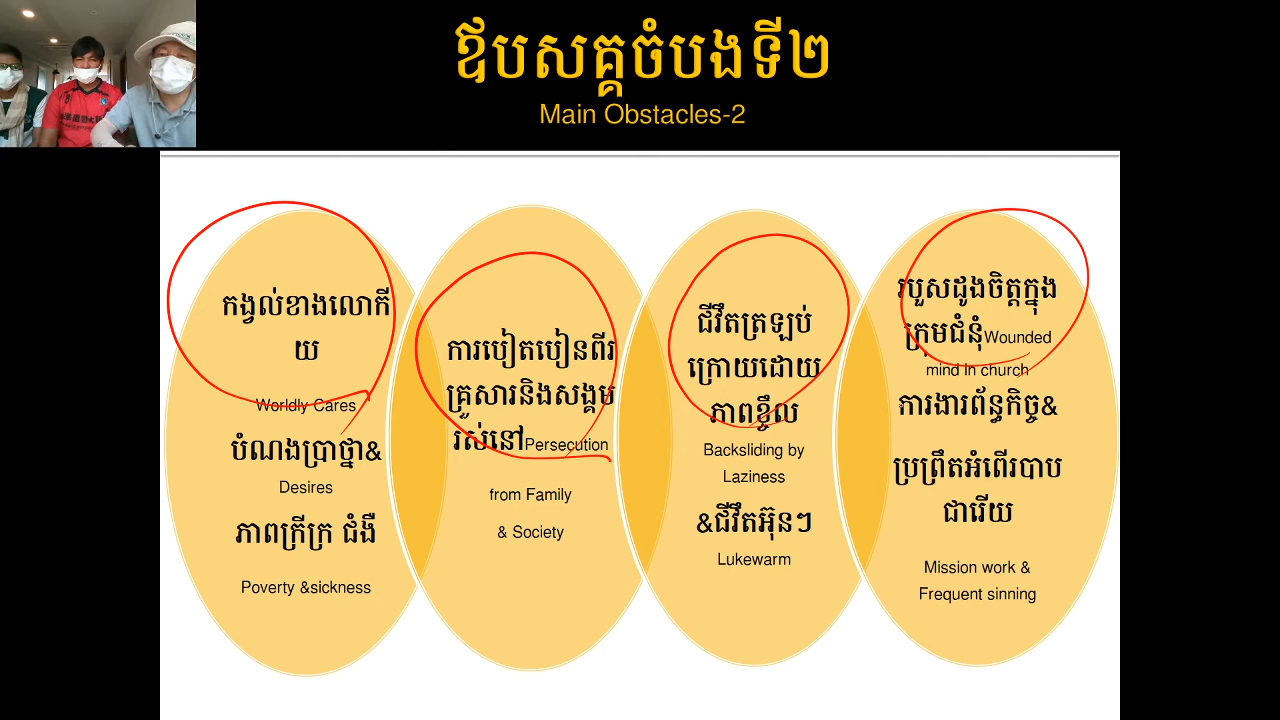 ឪបសគ្គចំបងទី២
Main Obstacles-2
កង្វល់ខាងលោកី
យ
Worldly Cares
បំណងប្រាថ្នា&
Desires
ភាពក្រីក្រ ជំងឺ
Poverty &sickness
ការបៀតបៀនពីរ
គ្រួសារនិងសង្គម
រស់នៅPersecution
from Family
& Society
ជីវឹតត្រឡប់
ក្រោយដោយ
ភាពខ្ចឹល
Backsliding by
Laziness
&ជីវឹតអ៊ុនៗ
Lukewarm
របួសដូងចិត្តក្នុង
ក្រុមជំនុំWounded
mind In church
ការងារព័ន្ធកិច្ច&
ប្រព្រឹតអំពើរបាប
ជារើយ
Mission work &
Frequent sinning